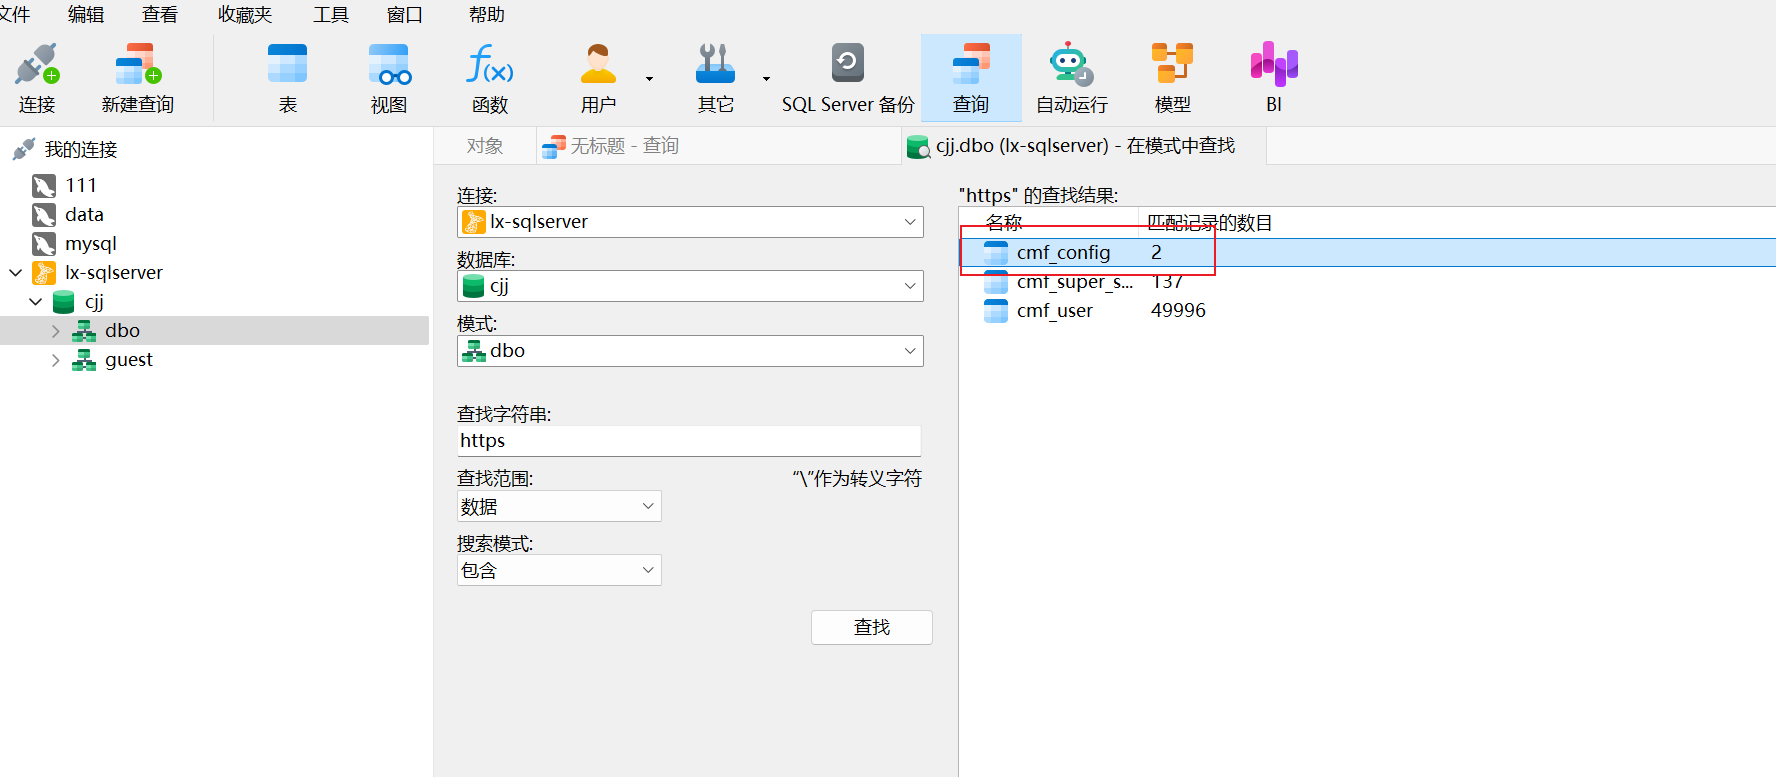 文件 编辑 查看 收藏夹 工具 窗口 帮助
连接 新建查询 表 视图 函数 用户 其它 SQL Server 备份 查询 自动运行 模型 BI
我的连接
111
data
mysql
lx-sqlserver
cjj
dbo
guest
对象 无标题 - 查询 cjj.dbo (lx-sqlserver) - 在模式中查找
连接:
lx-sqlserver
数据库:
cjj
模式:
dbo
查找字符串:
https
查找范围: “\”作为转义字符
数据
搜索模式:
包含
查找
"https" 的查找结果:
名称 匹配记录的数目
cmf_config 2
cmf_super_s... 137
cmf_user 49996